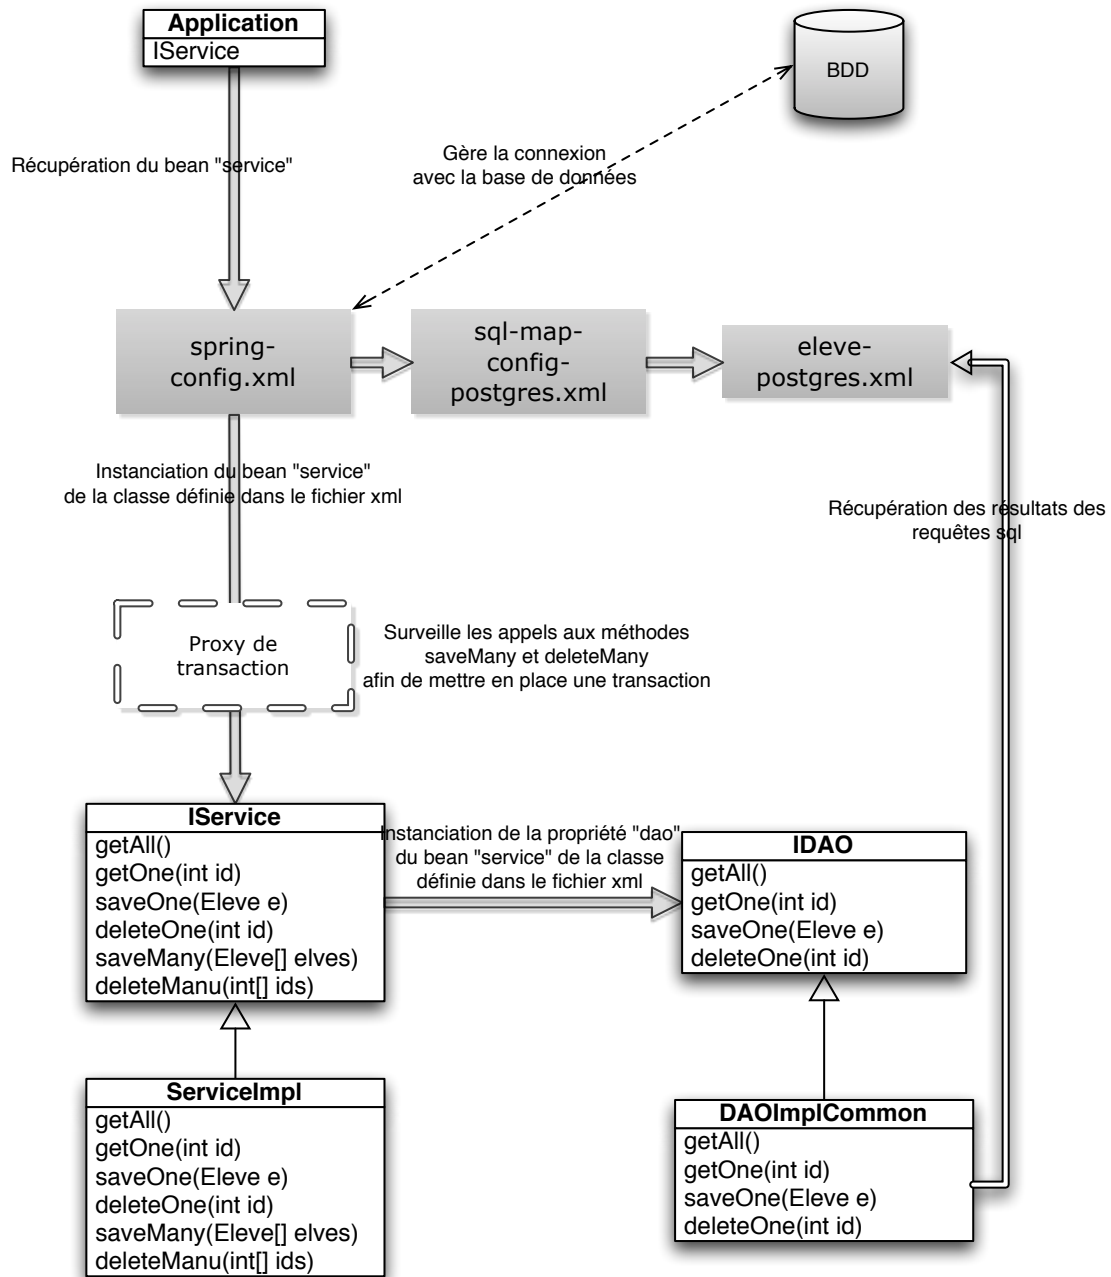 Application
IService
BDD
Récupération du bean "service"
Gère la connexion
avec la base de données
spring-
config.xml
sql-map-
config-
postgres.xml
eleve-
postgres.xml
Instanciation du bean "service"
de la classe définie dans le fichier xml
Récupération des résultats des
requêtes sql
Proxy de
transaction
Surveille les appels aux méthodes
saveMany et deleteMany
afin de mettre en place une transaction
IService
getAll()
getOne(int id)
saveOne(Eleve e)
deleteOne(int id)
saveMany(Eleve[] elves)
deleteManu(int[] ids)
Instanciation de la propriété "dao"
du bean "service" de la classe
définie dans le fichier xml
IDAO
getAll()
getOne(int id)
saveOne(Eleve e)
deleteOne(int id)
ServiceImpl
getAll()
getOne(int id)
saveOne(Eleve e)
deleteOne(int id)
saveMany(Eleve[] elves)
deleteManu(int[] ids)
DAOImplCommon
getAll()
getOne(int id)
saveOne(Eleve e)
deleteOne(int id)